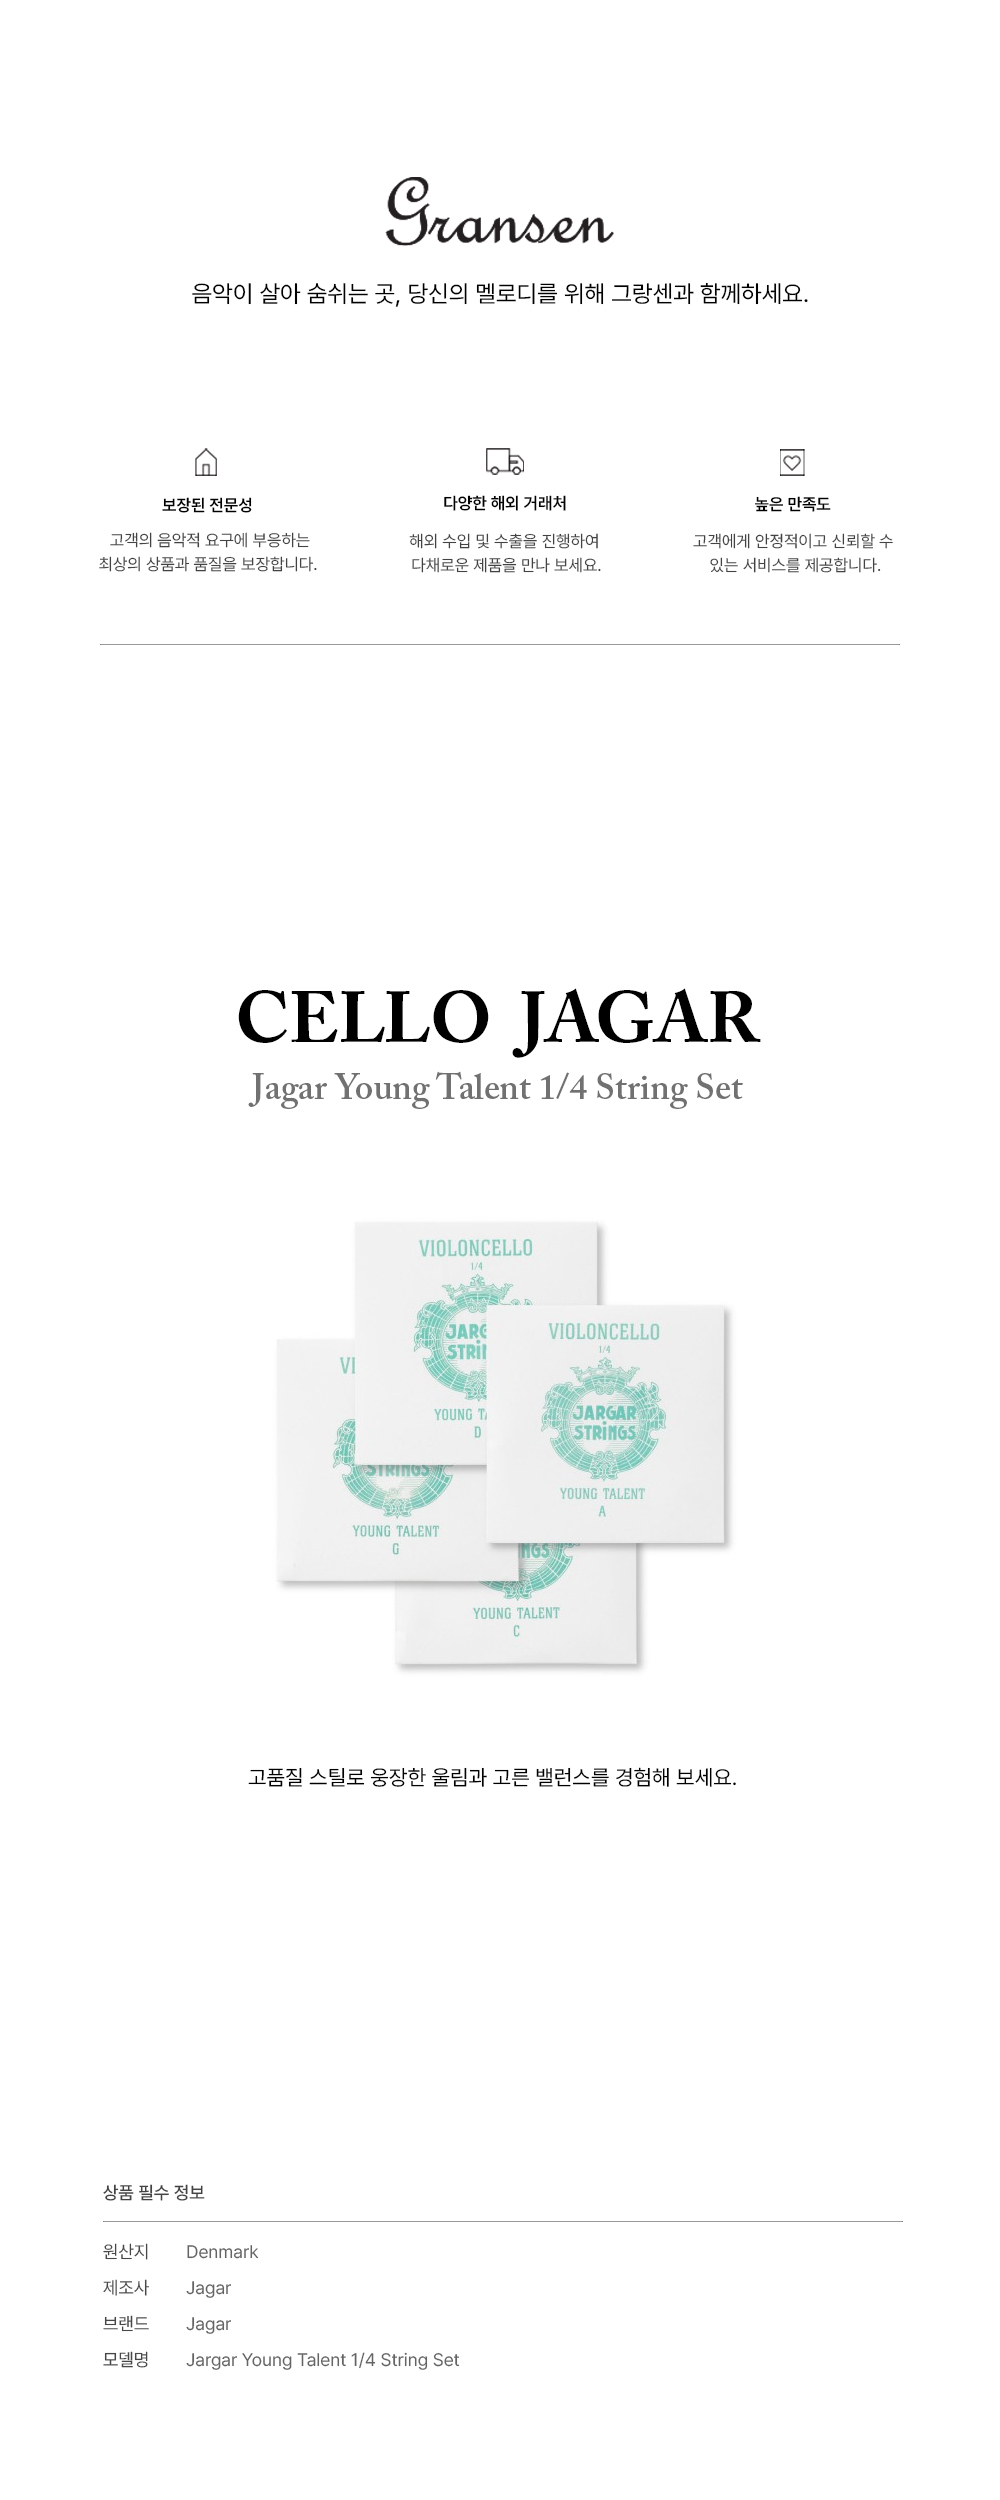 Gransen
음악이 살아 숨쉬는 곳, 당신의 멜로디를 위해 그랑센과 함께하세요.
보장된 전문성
고객의 음악적 요구에 부응하는
최상의 상품과 품질을 보장합니다.
다양한 해외 거래처
해외 수입 및 수출을 진행하여
다채로운 제품을 만나 보세요.
높은 만족도
고객에게 안정적이고 신뢰할 수
있는 서비스를 제공합니다.
CELLO JAGAR
Jagar Young Talent 1/4 String Set
VIOLONCELLO
1/4
JARG
STRiN
YOUNG TA
D
VIOLONCELLO
1/4
JARGAR
STRiNGS
YOUNG TALENT
A
VI
STRiNGS
YOUNG TALENT
G
NGS
YOUNG TALENT
C
고품질 스틸로 웅장한 울림과 고른 밸런스를 경험해 보세요.
상품 필수 정보
원산지 Denmark
제조사 Jagar
브랜드 Jagar
모델명 Jargar Young Talent 1/4 String Set